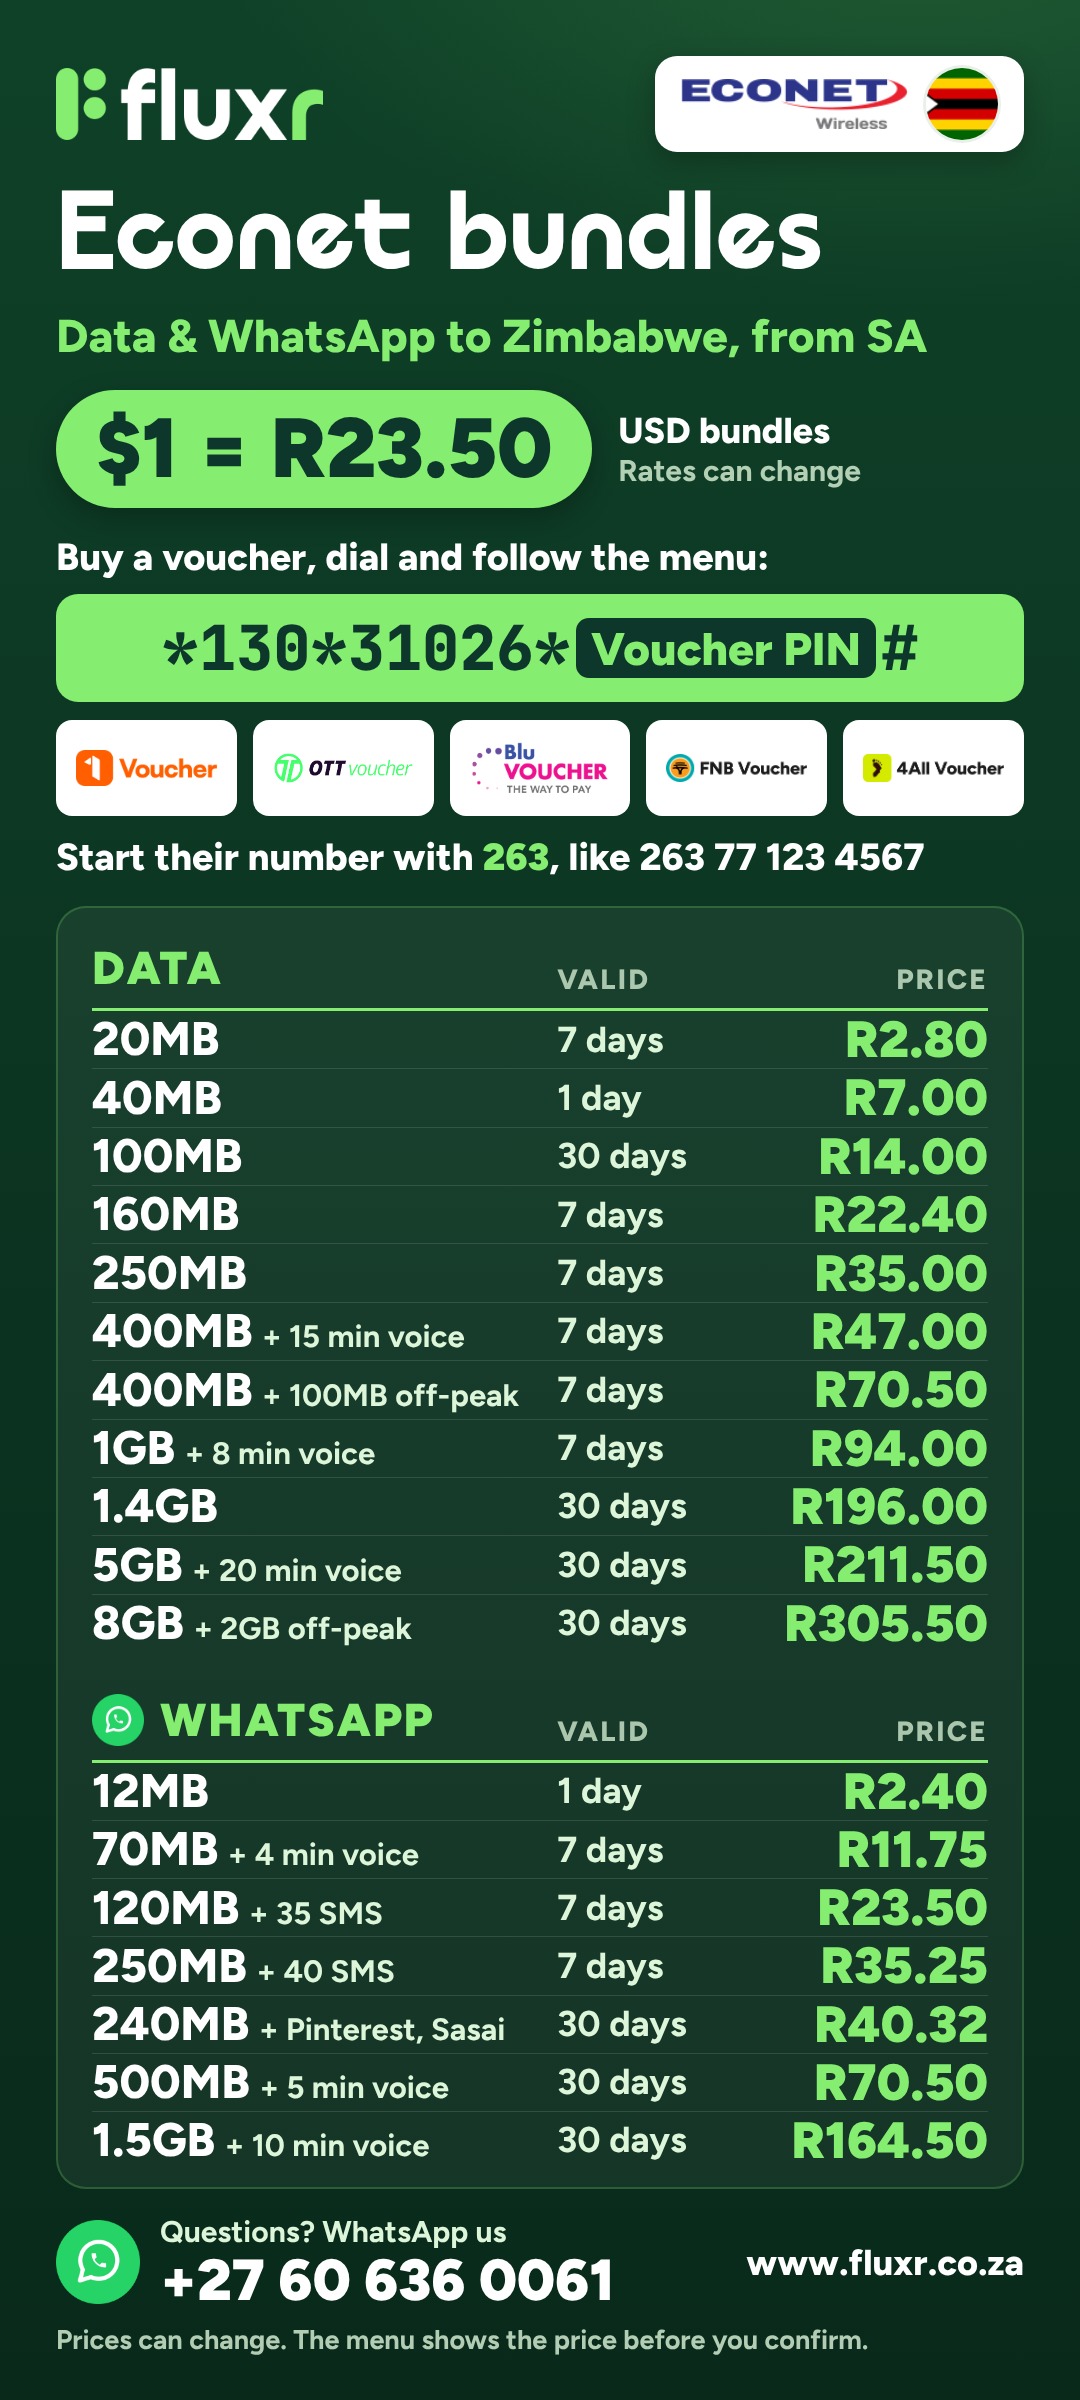 fluxr
ECONET
Wireless
Econet bundles
Data & WhatsApp to Zimbabwe, from SA
$1 = R23.50
USD bundles
Rates can change
Buy a voucher, dial and follow the menu:
*130*31026*Voucher PIN#
1 Voucher
OTT voucher
Blu
VOUCHER
THE WAY TO PAY
FNB Voucher
4All Voucher
Start their number with 263, like 263 77 123 4567
DATA VALID PRICE
20MB 7 days R2.80
40MB 1 day R7.00
100MB 30 days R14.00
160MB 7 days R22.40
250MB 7 days R35.00
400MB + 15 min voice 7 days R47.00
400MB + 100MB off-peak 7 days R70.50
1GB + 8 min voice 7 days R94.00
1.4GB 30 days R196.00
5GB + 20 min voice 30 days R211.50
8GB + 2GB off-peak 30 days R305.50
WHATSAPP VALID PRICE
12MB 1 day R2.40
70MB + 4 min voice 7 days R11.75
120MB + 35 SMS 7 days R23.50
250MB + 40 SMS 7 days R35.25
240MB + Pinterest, Sasai 30 days R40.32
500MB + 5 min voice 30 days R70.50
1.5GB + 10 min voice 30 days R164.50
Questions? WhatsApp us
+27 60 636 0061
www.fluxr.co.za
Prices can change. The menu shows the price before you confirm.